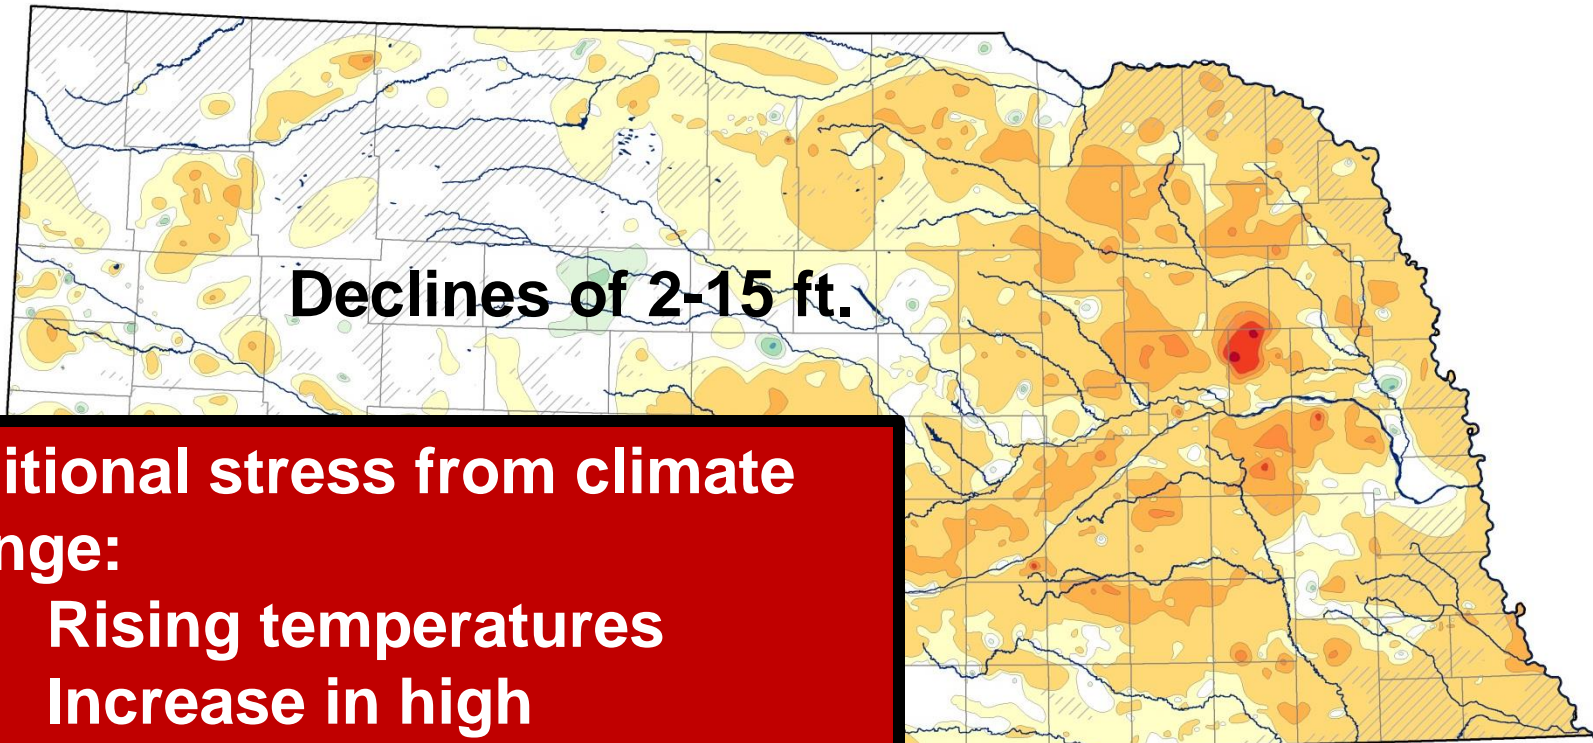 Declines of 2-15 ft.
itional stress from climate
nge:
Rising temperatures
Increase in high